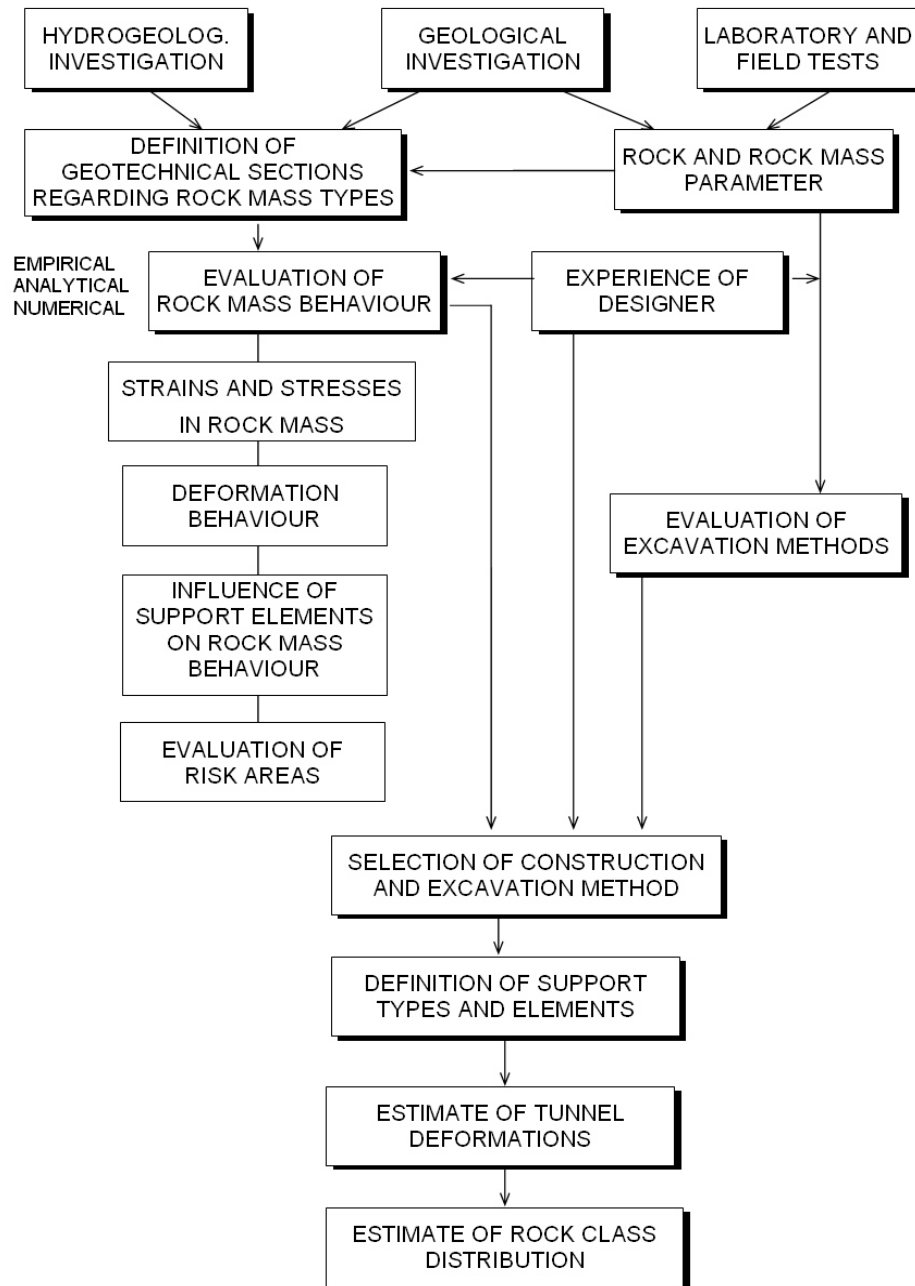 HYDROGEOLOG.
INVESTIGATION
GEOLOGICAL
INVESTIGATION
LABORATORY AND
FIELD TESTS
DEFINITION OF
GEOTECHNICAL SECTIONS
REGARDING ROCK MASS TYPES
ROCK AND ROCK MASS
PARAMETER
EMPIRICAL
ANALYTICAL
NUMERICAL
EVALUATION OF
ROCK MASS BEHAVIOUR
EXPERIENCE OF
DESIGNER
STRAINS AND STRESSES
IN ROCK MASS
DEFORMATION
BEHAVIOUR
EVALUATION OF
EXCAVATION METHODS
INFLUENCE OF
SUPPORT ELEMENTS
ON ROCK MASS
BEHAVIOUR
EVALUATION OF
RISK AREAS
SELECTION OF CONSTRUCTION
AND EXCAVATION METHOD
DEFINITION OF SUPPORT
TYPES AND ELEMENTS
ESTIMATE OF TUNNEL
DEFORMATIONS
ESTIMATE OF ROCK CLASS
DISTRIBUTION